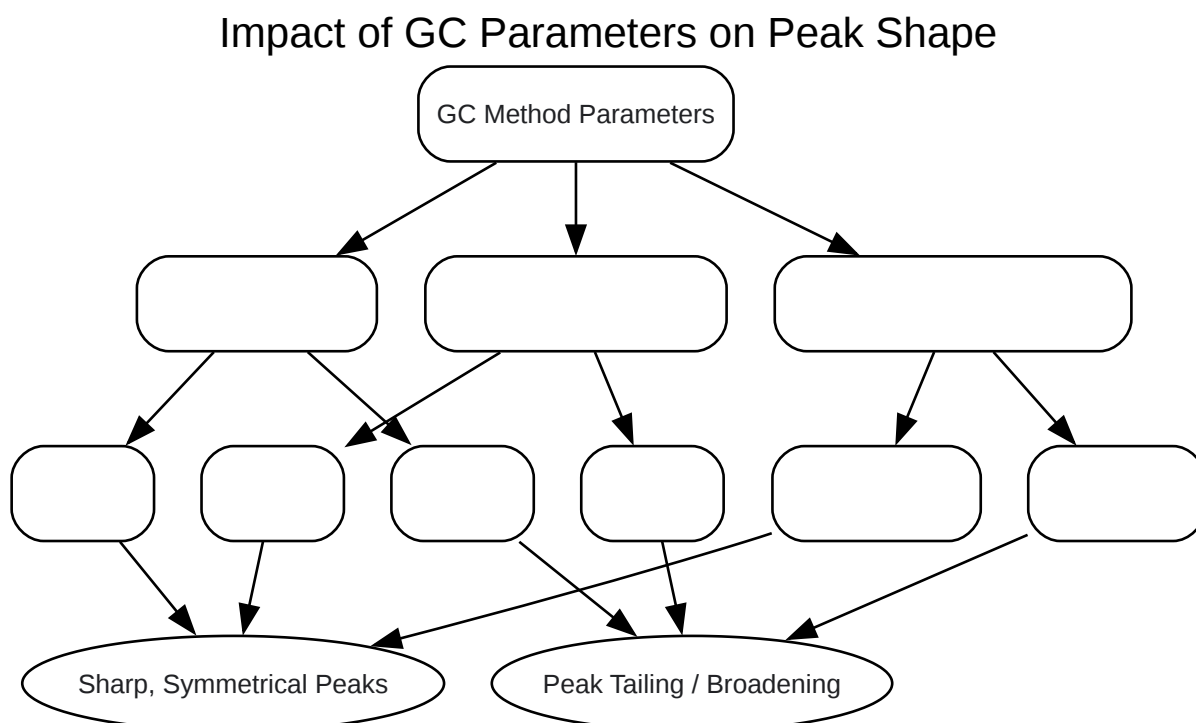 Impact of GC Parameters on Peak Shape
GC Method Parameters
Sharp, Symmetrical Peaks
Peak Tailing / Broadening